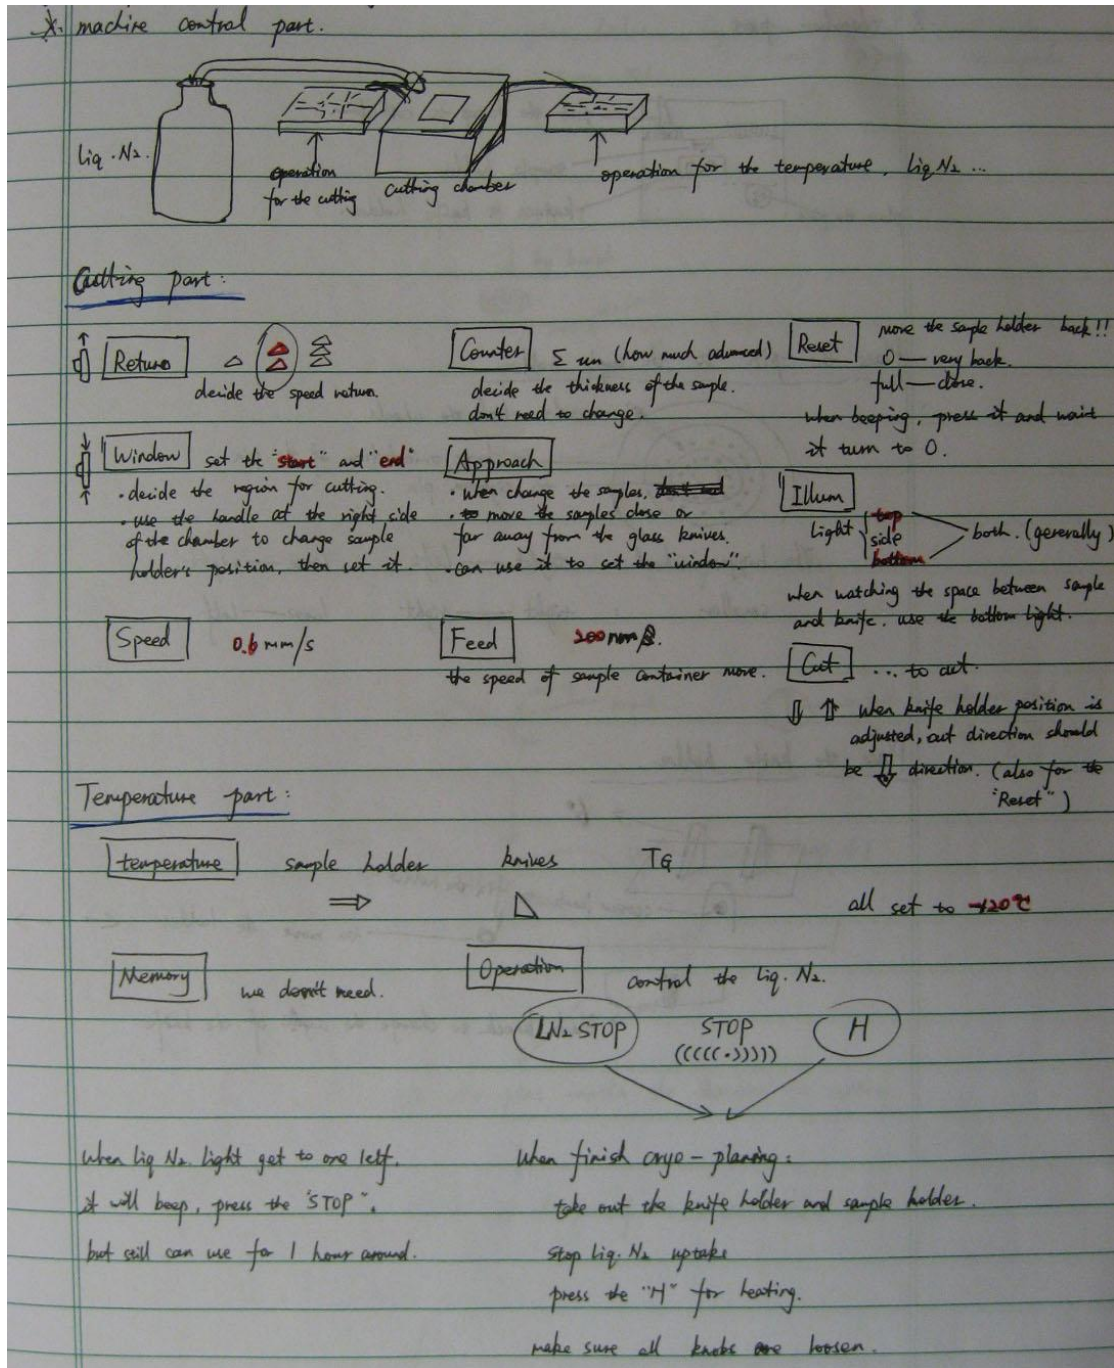 ※. machine control part.
Liq. N2.
operation
for the cutting
cutting chamber
operation for the temperature, liq N2 ...
Cutting part:
Return
decide the speed return.
Window set the "start" and "end"
· decide the region for cutting.
· use the handle at the right side
of the chamber to change sample
holder's position, then set it.
Speed 0.6 mm/s
Counter Σ um (how much advanced)
decide the thickness of the sample.
don't need to change.
Approach
· when change the samples,
· to move the samples close or
far away from the glass knives.
· can use it to set the "window".
Feed 200 nm
the speed of sample container move.
Reset move the sample holder back!!
0 — very back.
full — close.
when beeping, press it and wait
it turn to 0.
Illum
Light top
side
bottom
both. (generally)
when watching the space between sample
and knife, use the bottom light.
Cut ... to cut.
⇩ ⇧ when knife holder position is
adjusted, cut direction should
be ⇩ direction. (also for the
"Reset")
Temperature part:
temperature sample holder knives TG
⇒ all set to -120℃
Memory we don't need.
Operation control the Liq. N2.
LN2 STOP STOP H
(((((·)))))
when liq N2. light get to one letf.
it will beep, press the "STOP".
but still can use for 1 hour around.
When finish cryo-planing:
take out the knife holder and sample holder.
stop liq. N2 uptake
press the "H" for heating.
make sure all knobs are loosen.